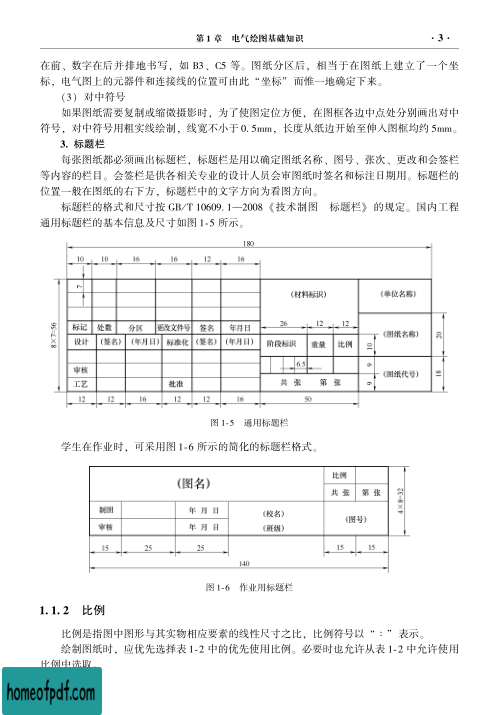 第 1 章　电气绘图基础知识　· 3 ·
在前、数字在后并排地书写，如 B3、C5 等。图纸分区后，相当于在图纸上建立了一个坐
标，电气图上的元器件和连接线的位置可由此“坐标”而惟一地确定下来。
（3）对中符号
如果图纸需要复制或缩微摄影时，为了使图定位方便，在图框各边中点处分别画出对中
符号，对中符号用粗实线绘制，线宽不小于 0.5mm，长度从纸边开始至伸入图框内约 5mm。
3. 标题栏
每张图纸都必须画出标题栏，标题栏是用以确定图纸名称、图号、张次、更改和会签栏
等内容的栏目。会签栏是供各相关专业的设计人员会审图纸时签名和标注日期用。标题栏的
位置一般在图纸的右下方，标题栏中的文字方向为看图方向。
标题栏的格式和尺寸按 GB/T 10609.1—2008《技术制图　标题栏》的规定。国内工程
通用标题栏的基本信息及尺寸如图 1-5 所示。
180
10 10 16 16 12 16
7
（材料标识） （单位名称）
8×7=56
标记 处数 分区 更改文件号 签名 年月日
26 12 12
（图纸名称） 20
设计 （签名） （年月日） 标准化 （签名） （年月日） 阶段标识 重量 比例 10
6.5 9
审核 （图纸代号） 18
工艺 批准 共 张 第 张 9
12 12 16 12 12 16 50
图 1-5　通用标题栏
学生在作业时，可采用图 1-6 所示的简化的标题栏格式。
（图名） 比例
共 张 第 张
4×8=32
制图 年 月 日 （校名） （图号）
审核 年 月 日 （班级）
15 25 25 15 15
140
图 1-6　作业用标题栏
1.1.2　比例
比例是指图中图形与其实物相应要素的线性尺寸之比，比例符号以“：”表示。
绘制图纸时，应优先选择表 1-2 中的优先使用比例。必要时也允许从表 1-2 中允许使用
比例中选取。
homeofpdf.com